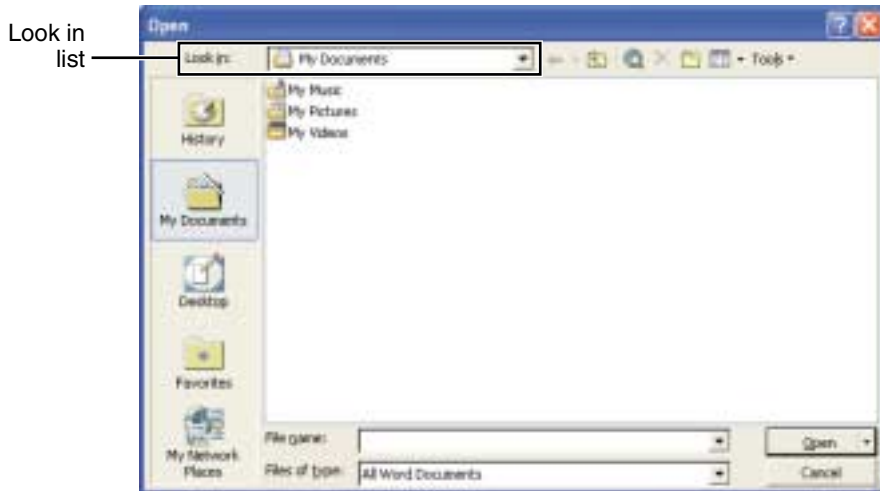 Open
Look in
list
Look in:
My Documents
Tools
My Music
My Pictures
My Videos
History
My Documents
Desktop
Favorites
My Network
Places
File name:
Open
Files of type:
All Word Documents
Cancel